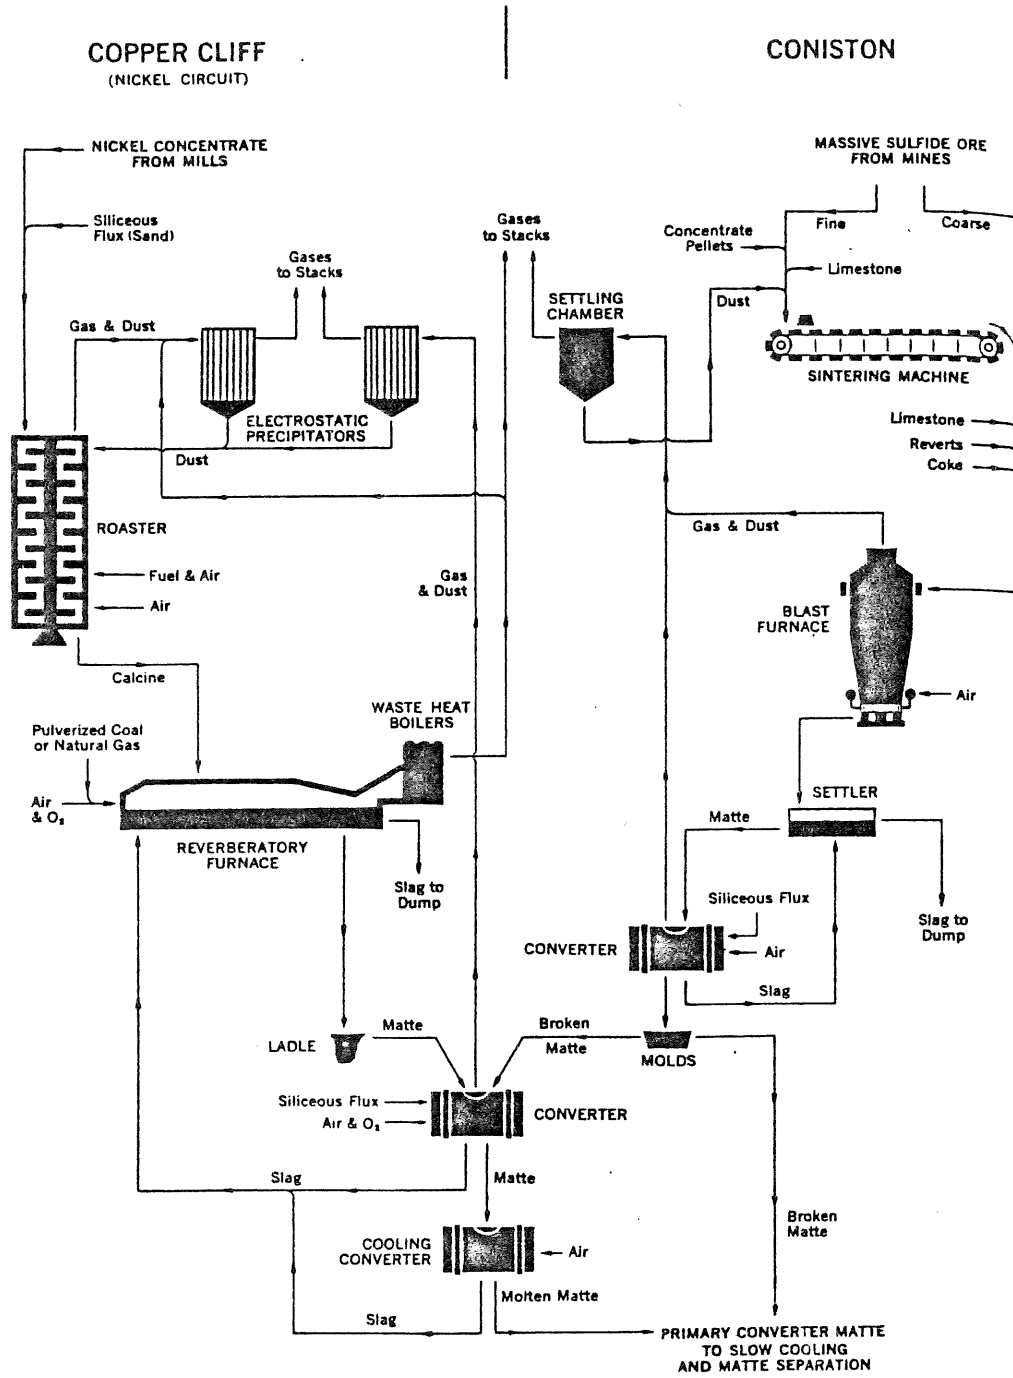 COPPER CLIFF
(NICKEL CIRCUIT)
CONISTON
NICKEL CONCENTRATE
FROM MILLS
Siliceous
Flux (Sand)
Gases
to Stacks
Gas & Dust
ELECTROSTATIC
PRECIPITATORS
Dust
ROASTER
Fuel & Air
Air
Calcine
Gas
& Dust
WASTE HEAT
BOILERS
Pulverized Coal
or Natural Gas
Air
& O₂
REVERBERATORY
FURNACE
Slag to
Dump
LADLE
Matte
Siliceous Flux
Air & O₂
CONVERTER
Slag
Matte
COOLING
CONVERTER
Air
Molten Matte
Slag
Gases
to Stacks
SETTLING
CHAMBER
MASSIVE SULFIDE ORE
FROM MINES
Fine
Coarse
Concentrate
Pellets
Limestone
Dust
SINTERING MACHINE
Limestone
Reverts
Coke
Gas & Dust
BLAST
FURNACE
Air
SETTLER
Matte
Slag to
Dump
Siliceous Flux
CONVERTER
Air
Slag
Broken
Matte
MOLDS
Broken
Matte
PRIMARY CONVERTER MATTE
TO SLOW COOLING
AND MATTE SEPARATION